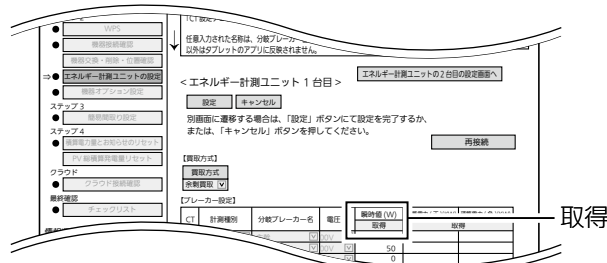 WPS
機器接続確認
機器交換・削除・位置確認
⇒● エネルギー計測ユニットの設定
● 機器オプション設定
ステップ 3
● 簡易間取り設定
ステップ 4
● 積算電力量とお知らせのリセット
PV 総積算発電量リセット
クラウド
● クラウド接続確認
最終確認
● チェックリスト
任意入力された名称は、分岐ブレーカー
以外はタブレットのアプリに反映されません。
<エネルギー計測ユニット 1 台目>
エネルギー計測ユニットの2台目の設定画面へ
設定 キャンセル
別画面に遷移する場合は、「設定」ボタンにて設定を完了するか、
または、「キャンセル」ボタンを押してください。
再接続
【買取方式】
買取方式
余剰買取
【ブレーカー設定】
CT 計測種別 分岐ブレーカー名 電圧 瞬時値 (W)
取得 取得
00V
00V 50
0
取得